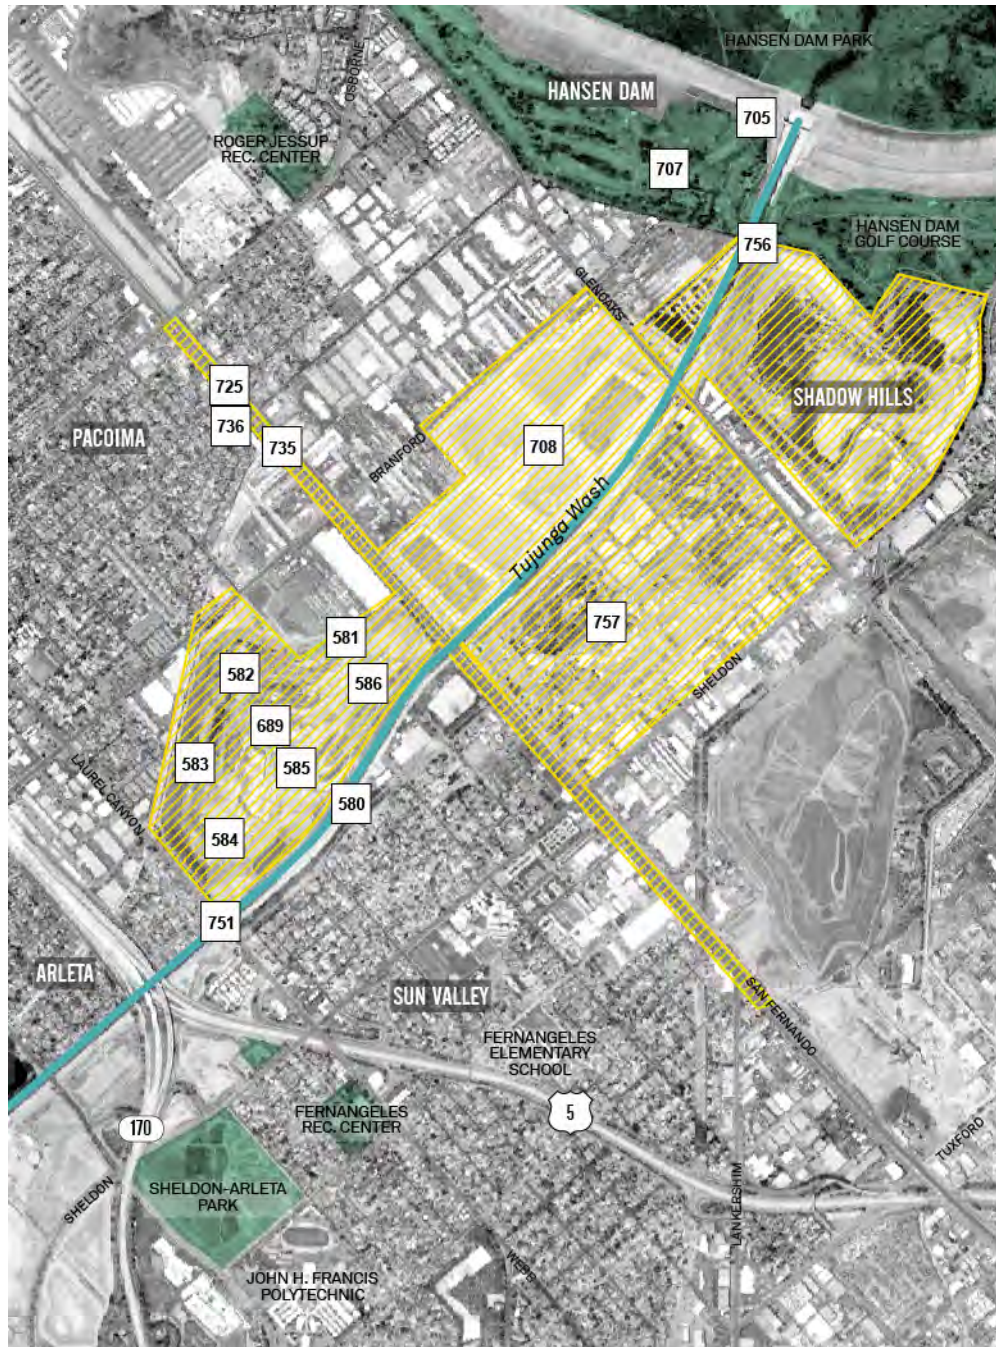 HANSEN DAM PARK
OSBORNE
HANSEN DAM
705
ROGER JESSUP
REC. CENTER
707
HANSEN DAM
GOLF COURSE
756
GLENOAKS
725
SHADOW HILLS
736
PACOIMA
735
BRANFORD
708
Tujunga Wash
757
581
582
586
SHELDON
689
583
585
LAUREL CANYON
580
584
751
ARLETA
SUN VALLEY
SAN FERNANDO
FERNANGELES
ELEMENTARY
SCHOOL
5
170
FERNANGELES
REC. CENTER
TUXFORD
SHELDON
SHELDON-ARLETA
PARK
LANKERSHIM
WEBB
JOHN H. FRANCIS
POLYTECHNIC